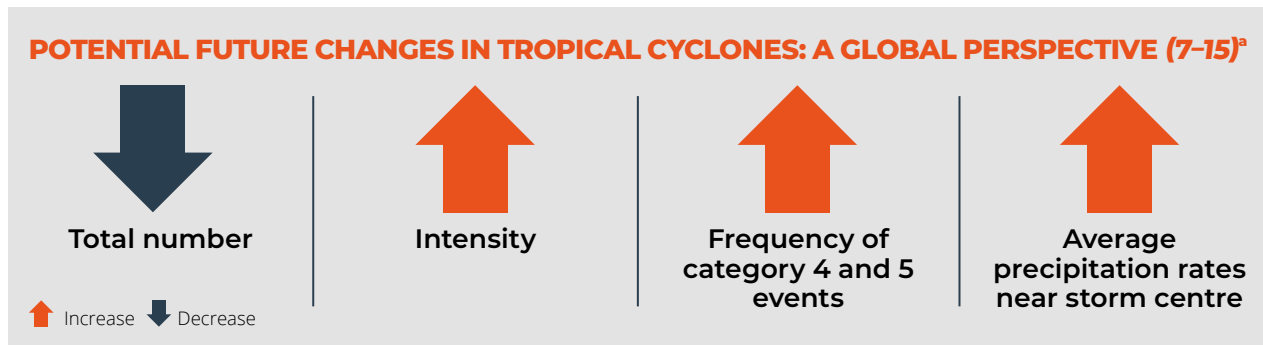 POTENTIAL FUTURE CHANGES IN TROPICAL CYCLONES: A GLOBAL PERSPECTIVE (7–15)ª
Total number
Intensity
Frequency of
category 4 and 5
events
Average
precipitation rates
near storm centre
Increase Decrease